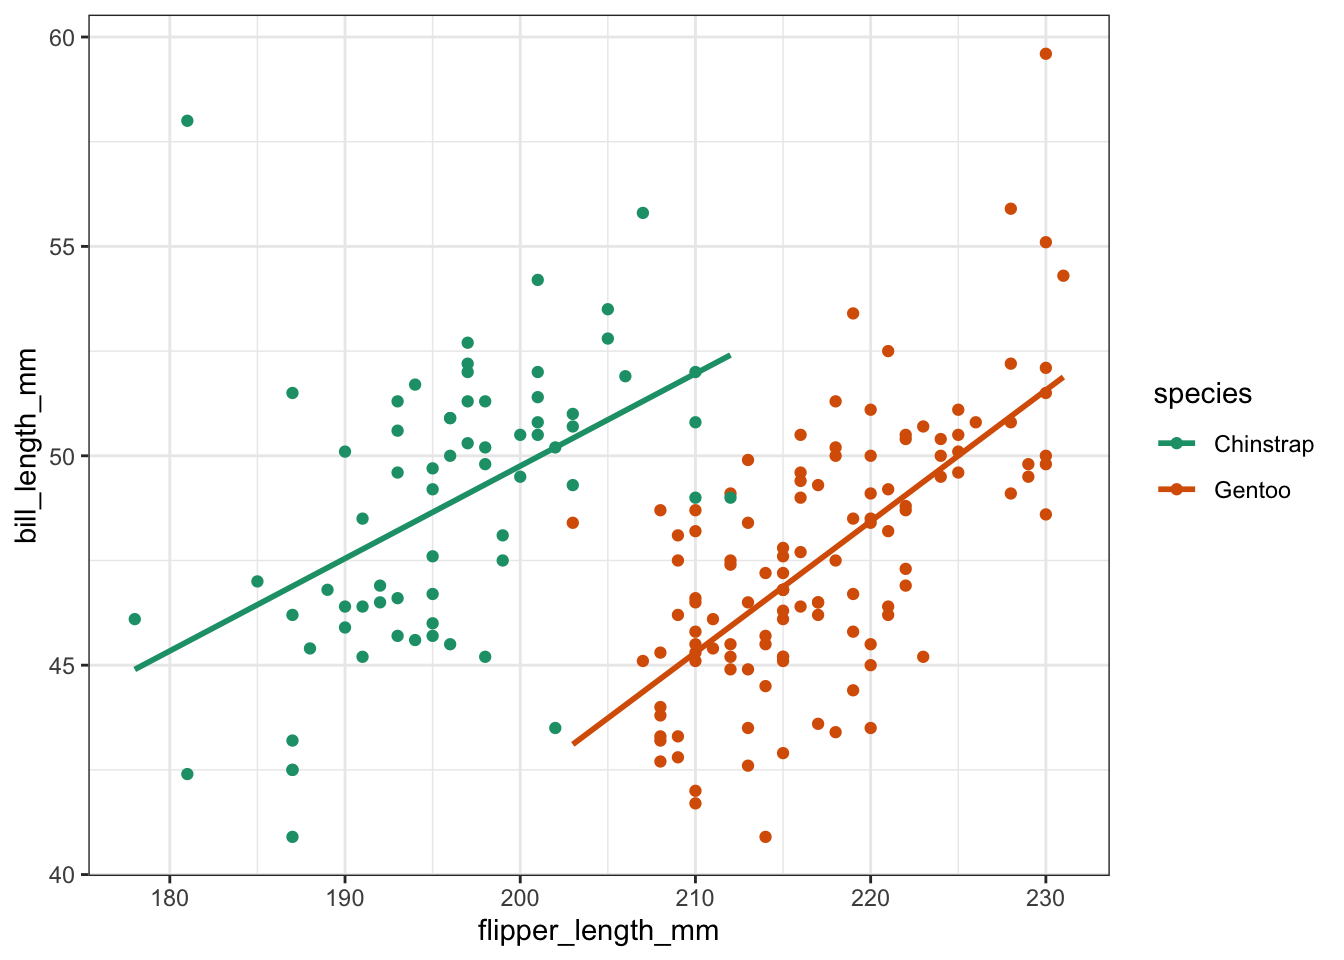 60
55
50
45
40
180 190 200 210 220 230
flipper_length_mm
bill_length_mm
species
Chinstrap
Gentoo